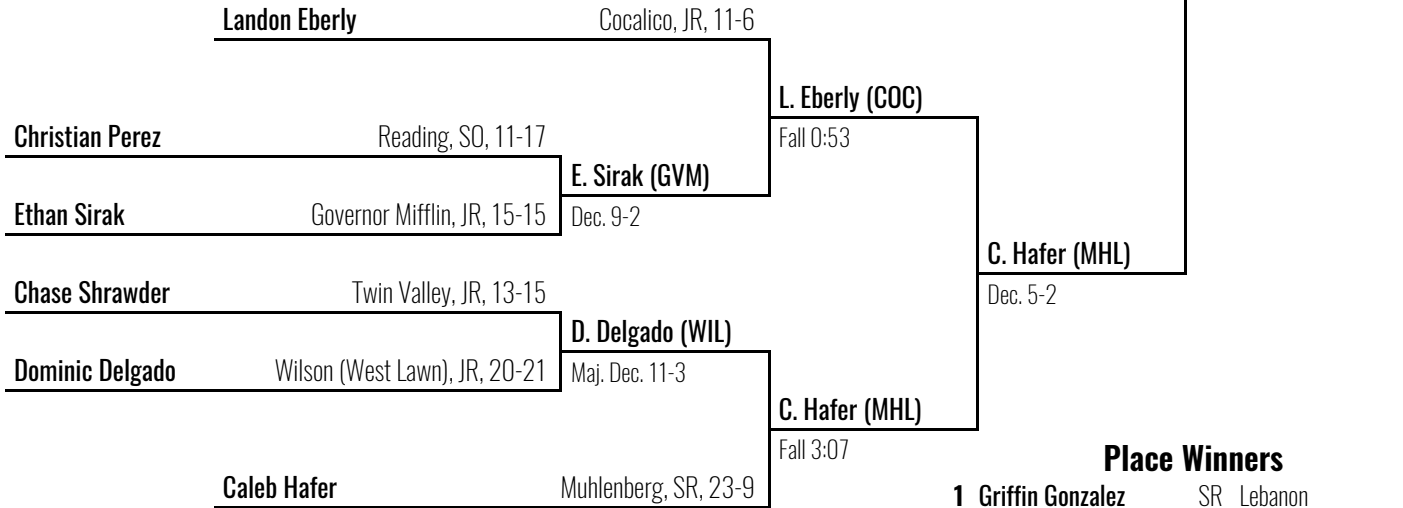 Landon Eberly Cocalico, JR, 11-6
L. Eberly (COC)
Christian Perez Reading, SO, 11-17
Fall 0:53
E. Sirak (GVM)
Ethan Sirak Governor Mifflin, JR, 15-15
Dec. 9-2
C. Hafer (MHL)
Chase Shrawder Twin Valley, JR, 13-15
Dec. 5-2
D. Delgado (WIL)
Dominic Delgado Wilson (West Lawn), JR, 20-21
Maj. Dec. 11-3
C. Hafer (MHL)
Fall 3:07
Place Winners
Caleb Hafer Muhlenberg, SR, 23-9
1 Griffin Gonzalez SR Lebanon